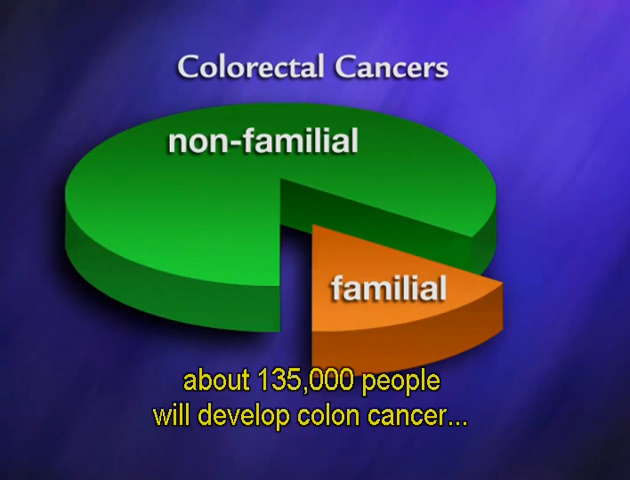 Colorectal Cancers
non-familial
familial
about 135,000 people
will develop colon cancer...